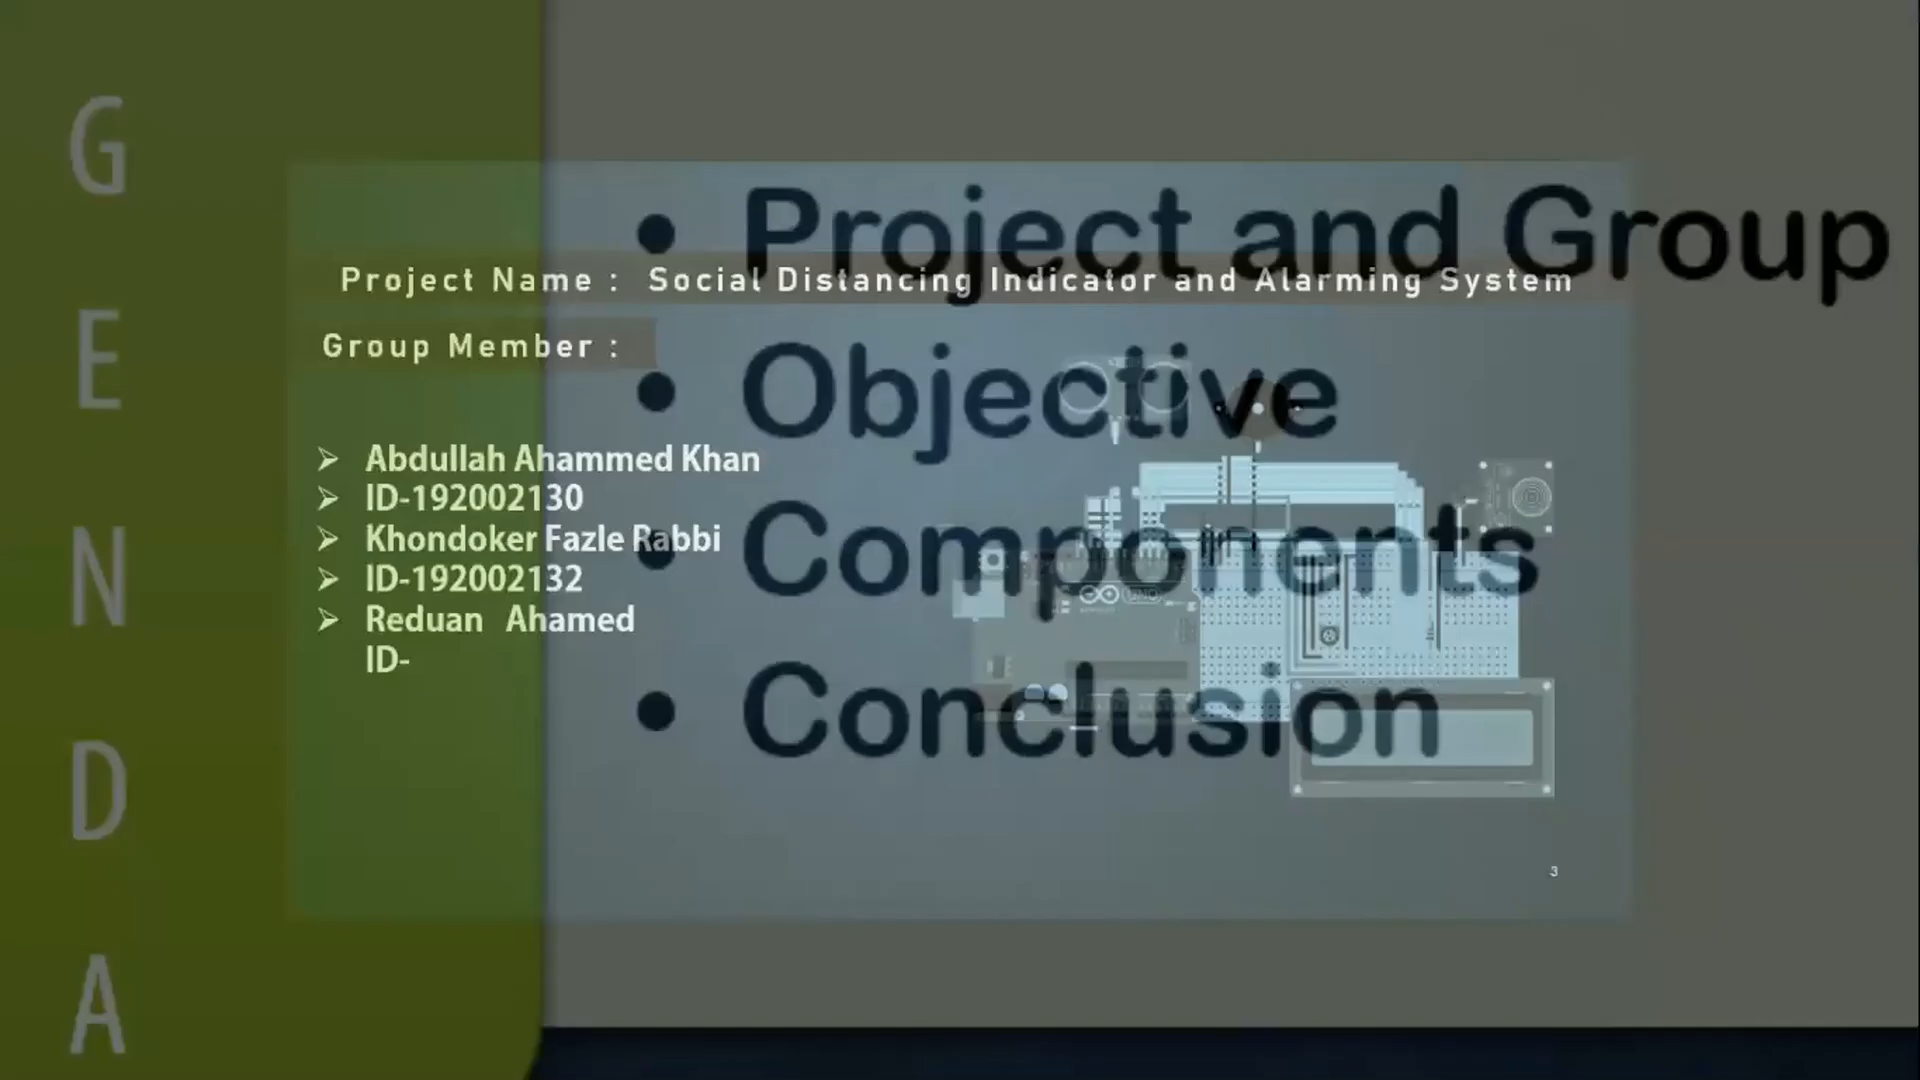 G
E
N
D
A
• Project and Group
• Objective
• Components
• Conclusion
Project Name : Social Distancing Indicator and Alarming System
Group Member :
➢ Abdullah Ahammed Khan
➢ ID-192002130
➢ Khondoker Fazle Rabbi
➢ ID-192002132
➢ Reduan Ahamed
ID-
UNO
3